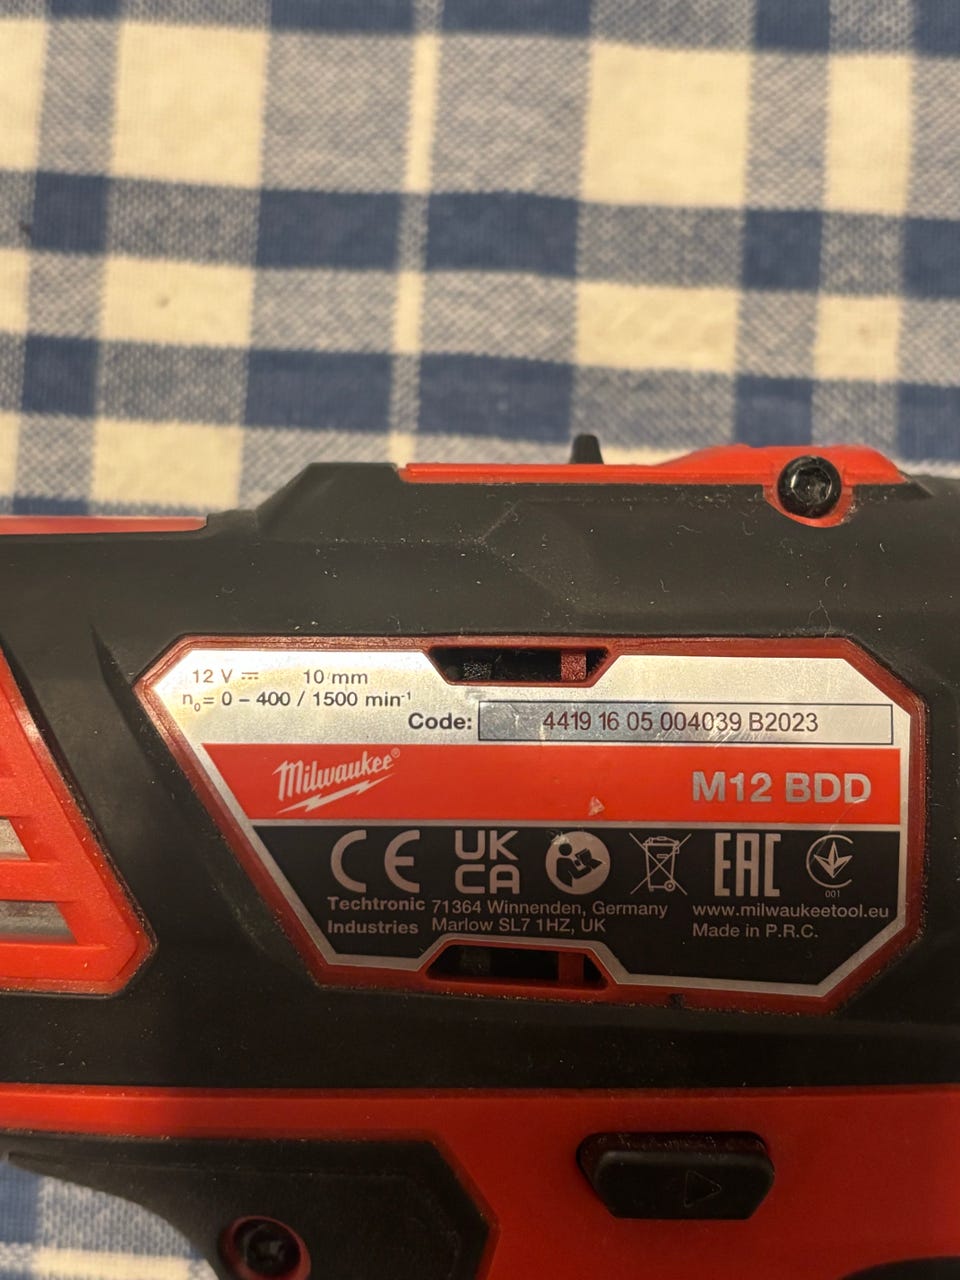 12 V ⎓ 10 mm
n₀= 0 – 400 / 1500 min⁻¹
Code: 4419 16 05 004039 B2023
Milwaukee®
M12 BDD
CE UK CA EAC
001
Techtronic Industries
71364 Winnenden, Germany
Marlow SL7 1HZ, UK
www.milwaukeetool.eu
Made in P.R.C.